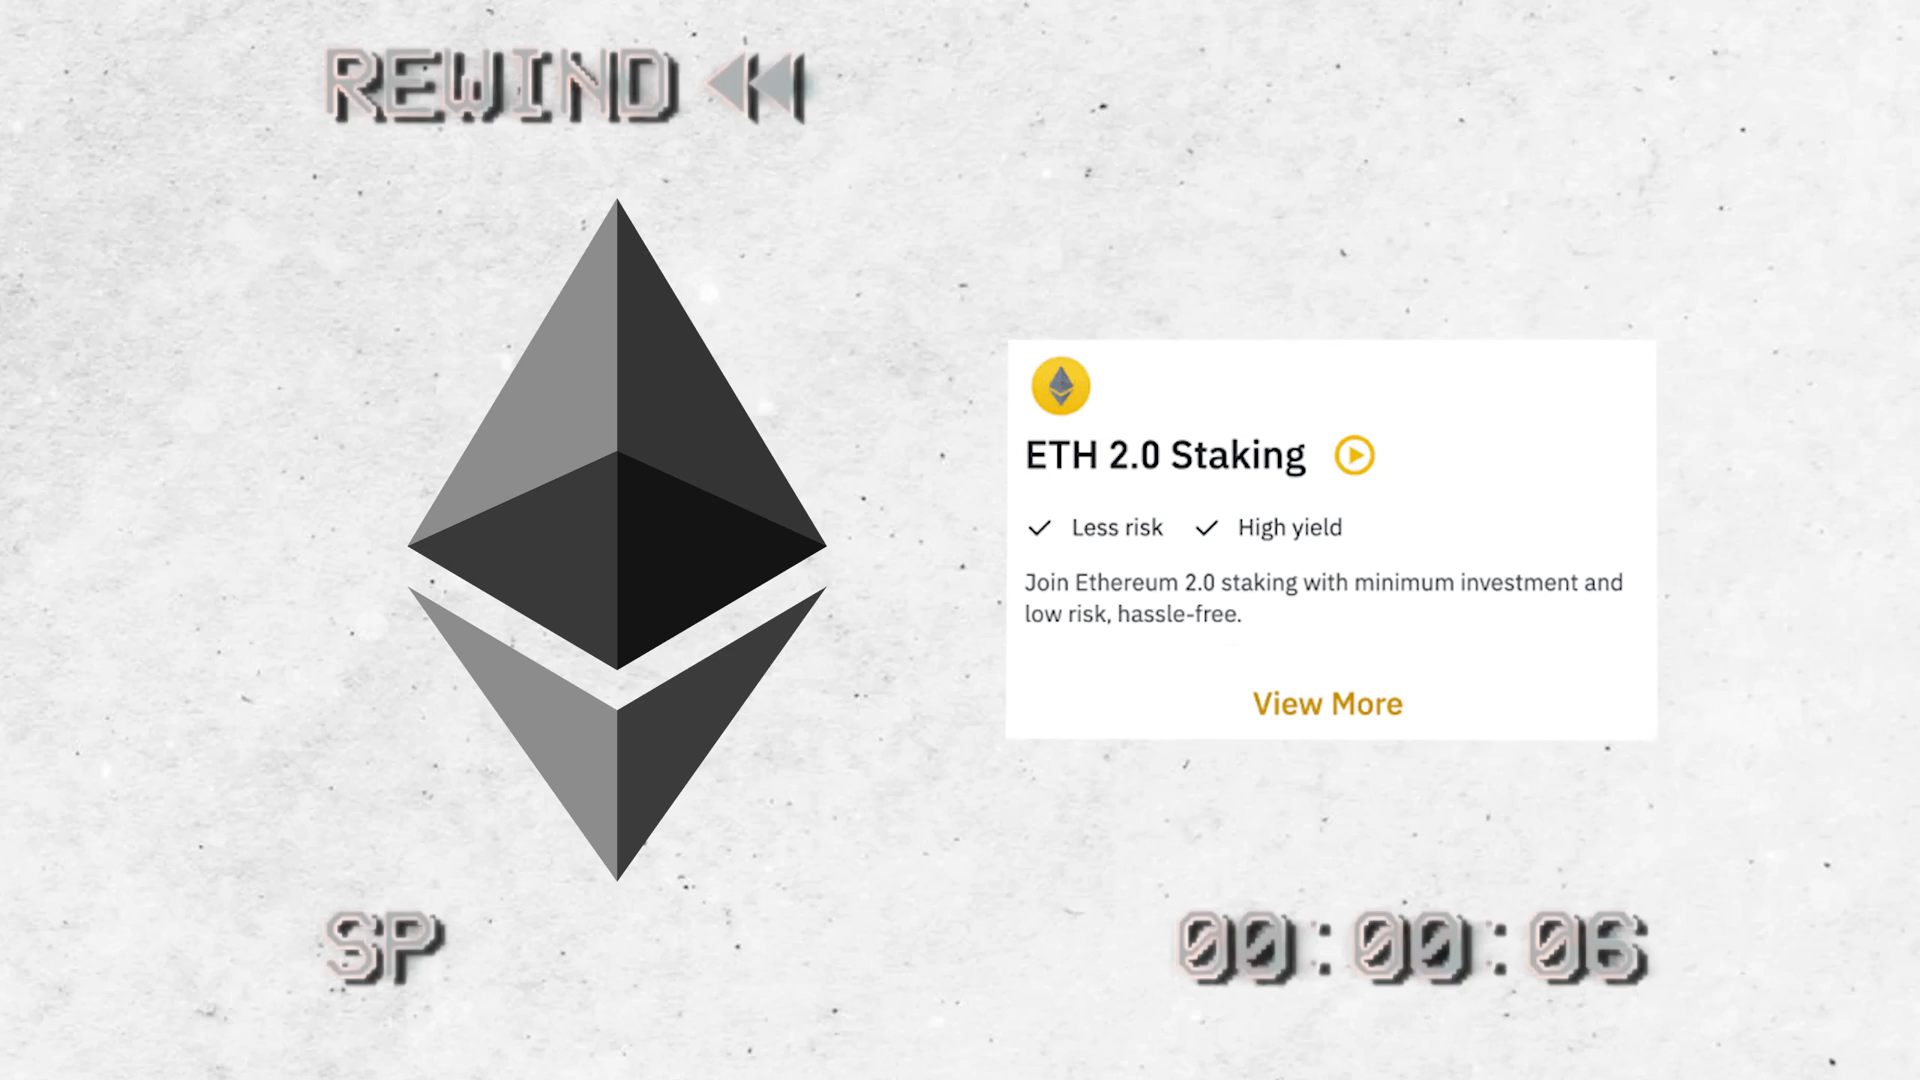 REWIND
ETH 2.0 Staking
Less risk
High yield
Join Ethereum 2.0 staking with minimum investment and
low risk, hassle-free.
View More
SP
00:00:06